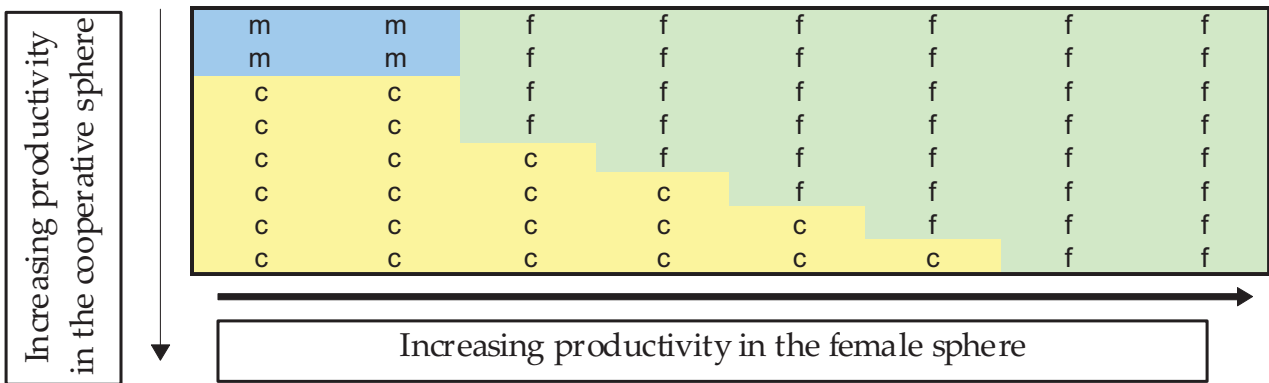 Increasing productivity
in the cooperative sphere
m m f f f f f f
m m f f f f f f
c c f f f f f f
c c f f f f f f
c c c f f f f f
c c c c f f f f
c c c c c f f f
c c c c c c f f
Increasing productivity in the female sphere